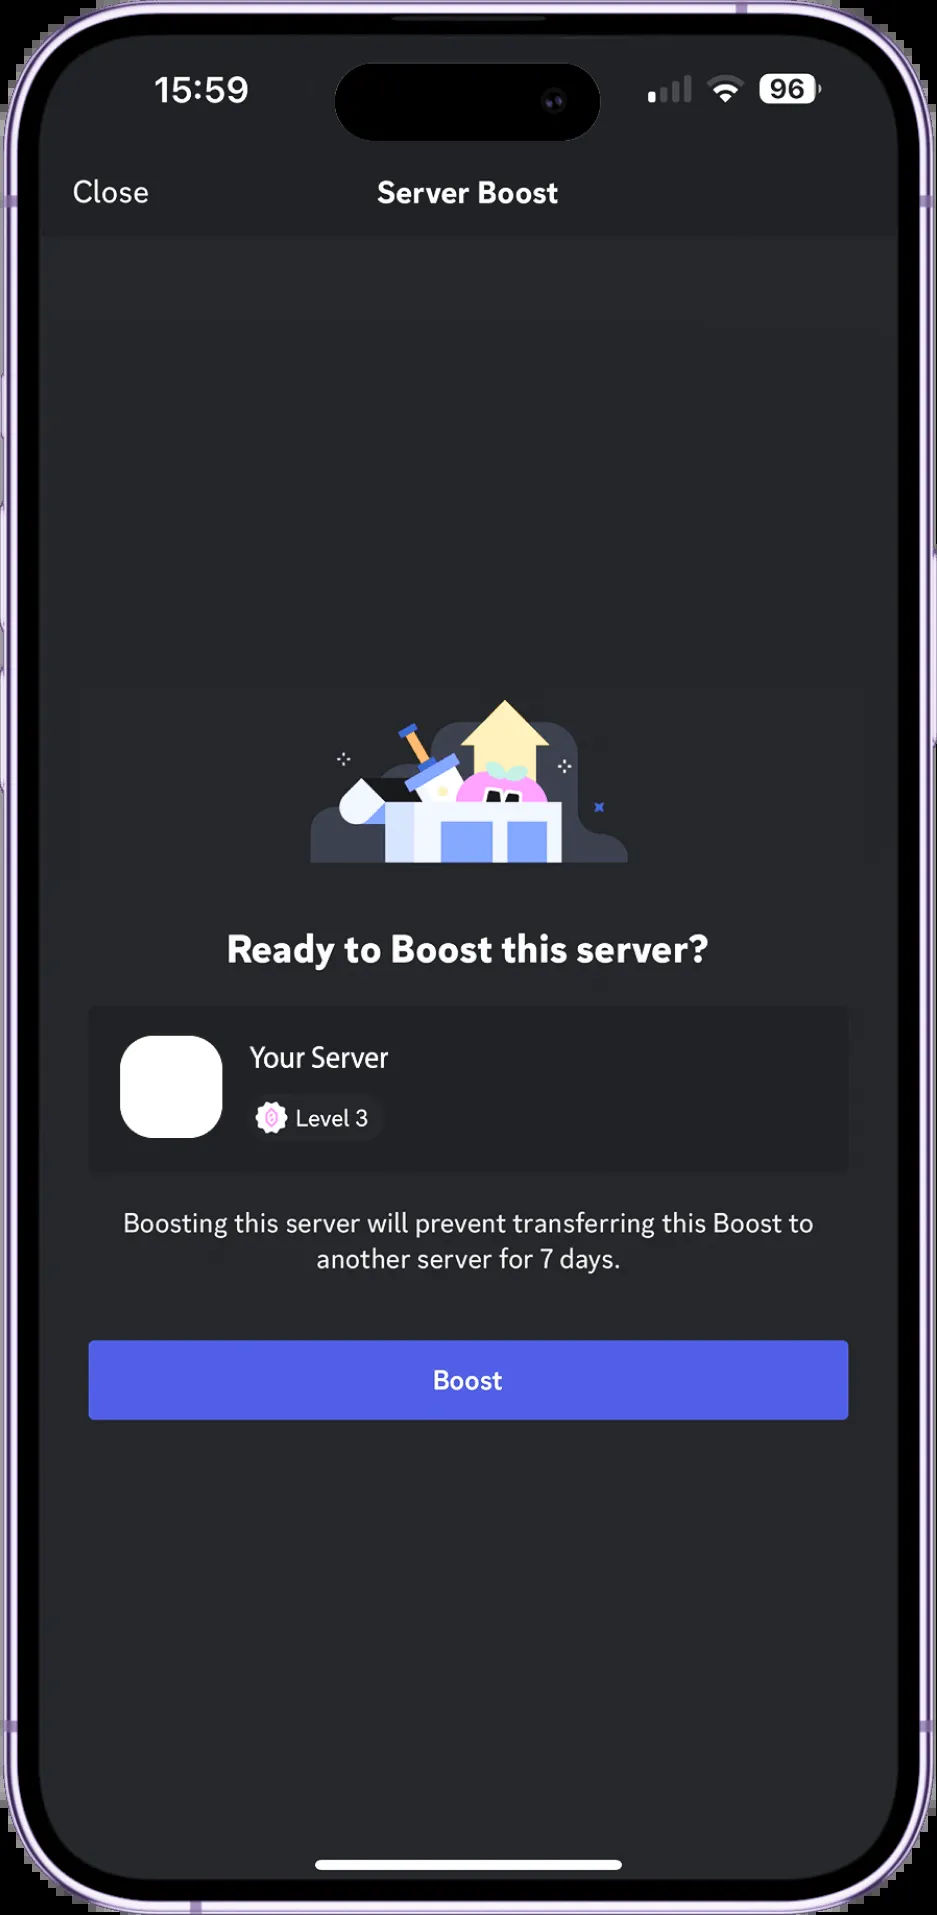 15:59
96
Close
Server Boost
Ready to Boost this server?
Your Server
Level 3
Boosting this server will prevent transferring this Boost to
another server for 7 days.
Boost